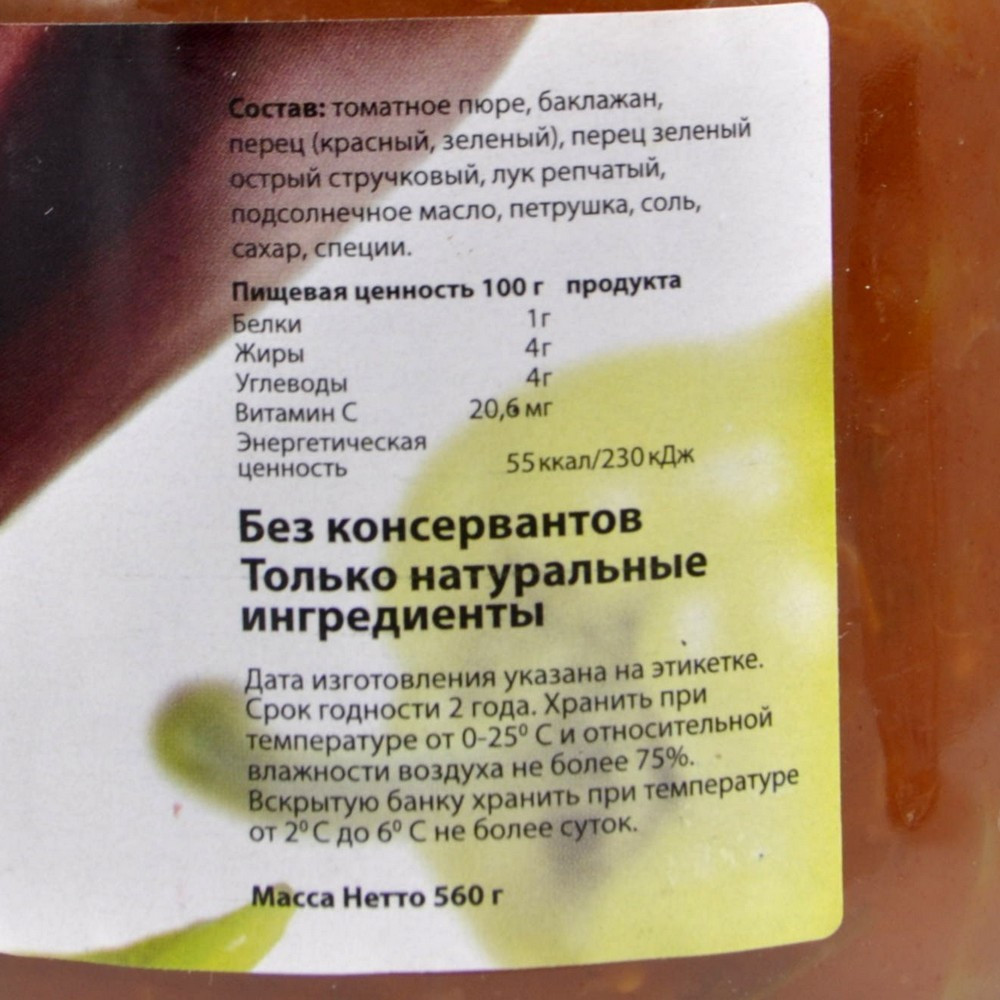 Состав: томатное пюре, баклажан,
перец (красный, зеленый), перец зеленый
острый стручковый, лук репчатый,
подсолнечное масло, петрушка, соль,
сахар, специи.
Пищевая ценность 100 г продукта
Белки 1г
Жиры 4г
Углеводы 4г
Витамин С 20,6 мг
Энергетическая
ценность 55 ккал/230 кДж
Без консервантов
Только натуральные
ингредиенты
Дата изготовления указана на этикетке.
Срок годности 2 года. Хранить при
температуре от 0-25⁰ С и относительной
влажности воздуха не более 75%.
Вскрытую банку хранить при температуре
от 2⁰ С до 6⁰ С не более суток.
Масса Нетто 560 г